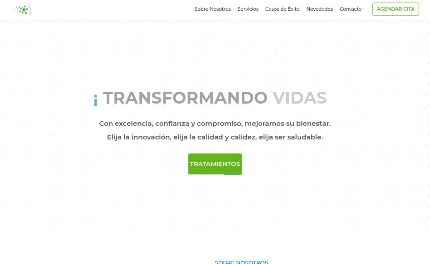 Sobre Nosotros Servicios Casos de Éxito Novedades Contacto AGENDAR CITA
¡ TRANSFORMANDO VIDAS
Con excelencia, confianza y compromiso, mejoramos su bienestar.
Elija la innovación, elija la calidad y calidez, elija ser saludable.
TRATAMIENTOS
SOBRE NOSOTROS